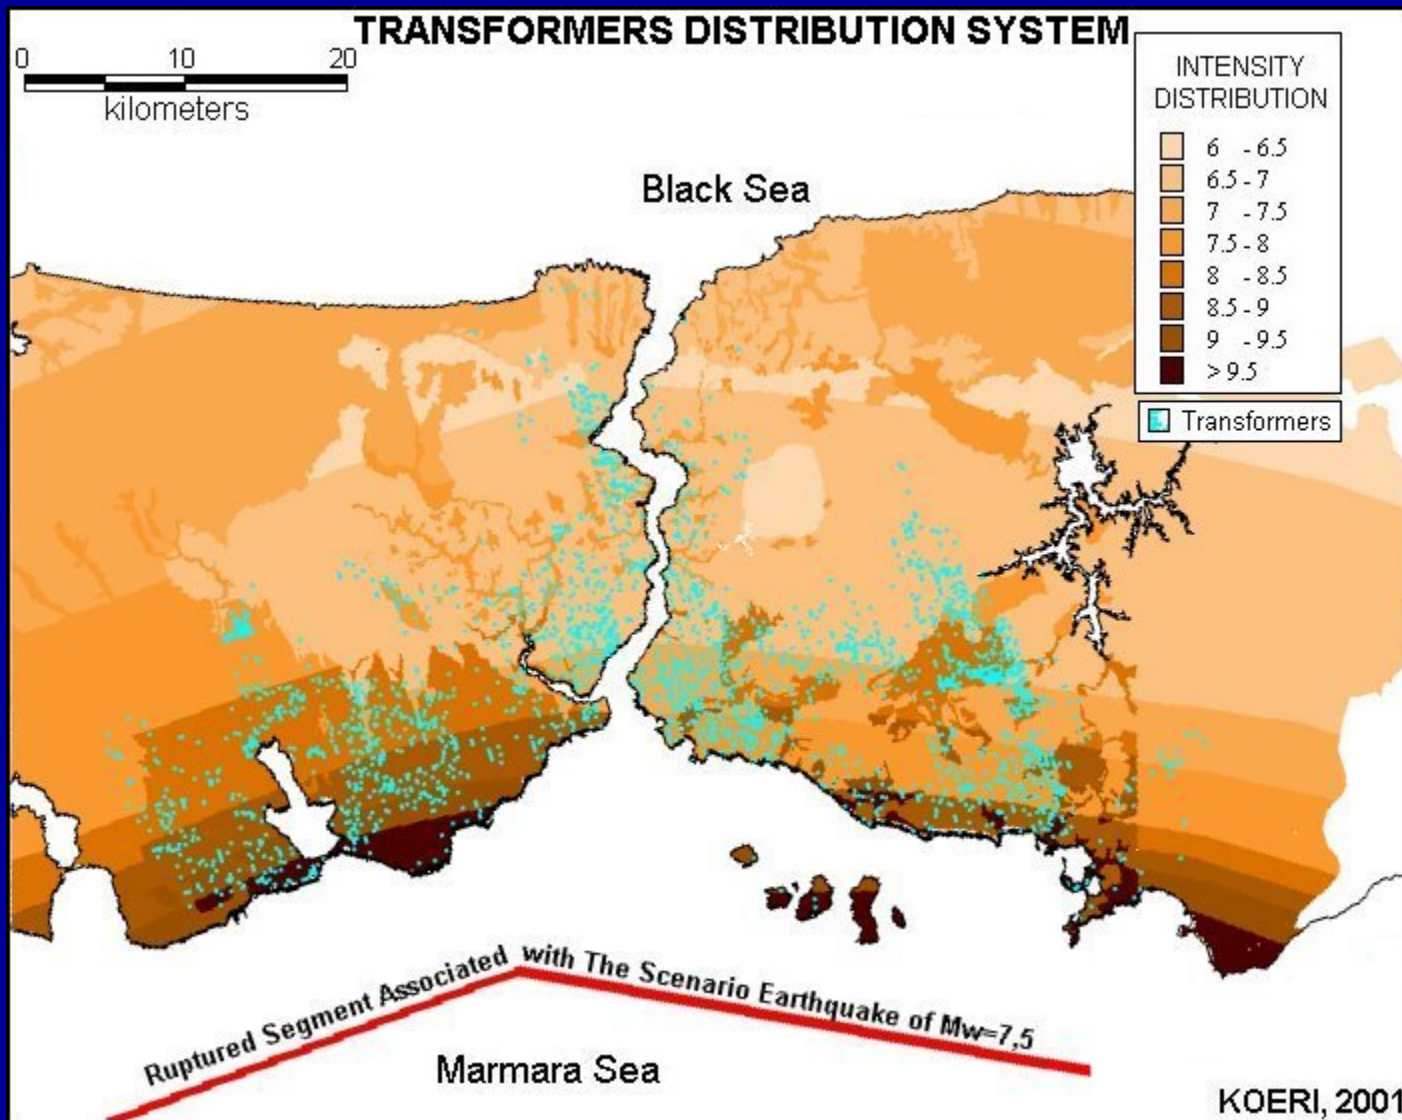 TRANSFORMERS DISTRIBUTION SYSTEM
0 10 20
kilometers
INTENSITY
DISTRIBUTION
6 - 6.5
6.5 - 7
7 - 7.5
7.5 - 8
8 - 8.5
8.5 - 9
9 - 9.5
> 9.5
Transformers
Black Sea
Ruptured Segment Associated with The Scenario Earthquake of Mw=7,5
Marmara Sea
KOERI, 2001